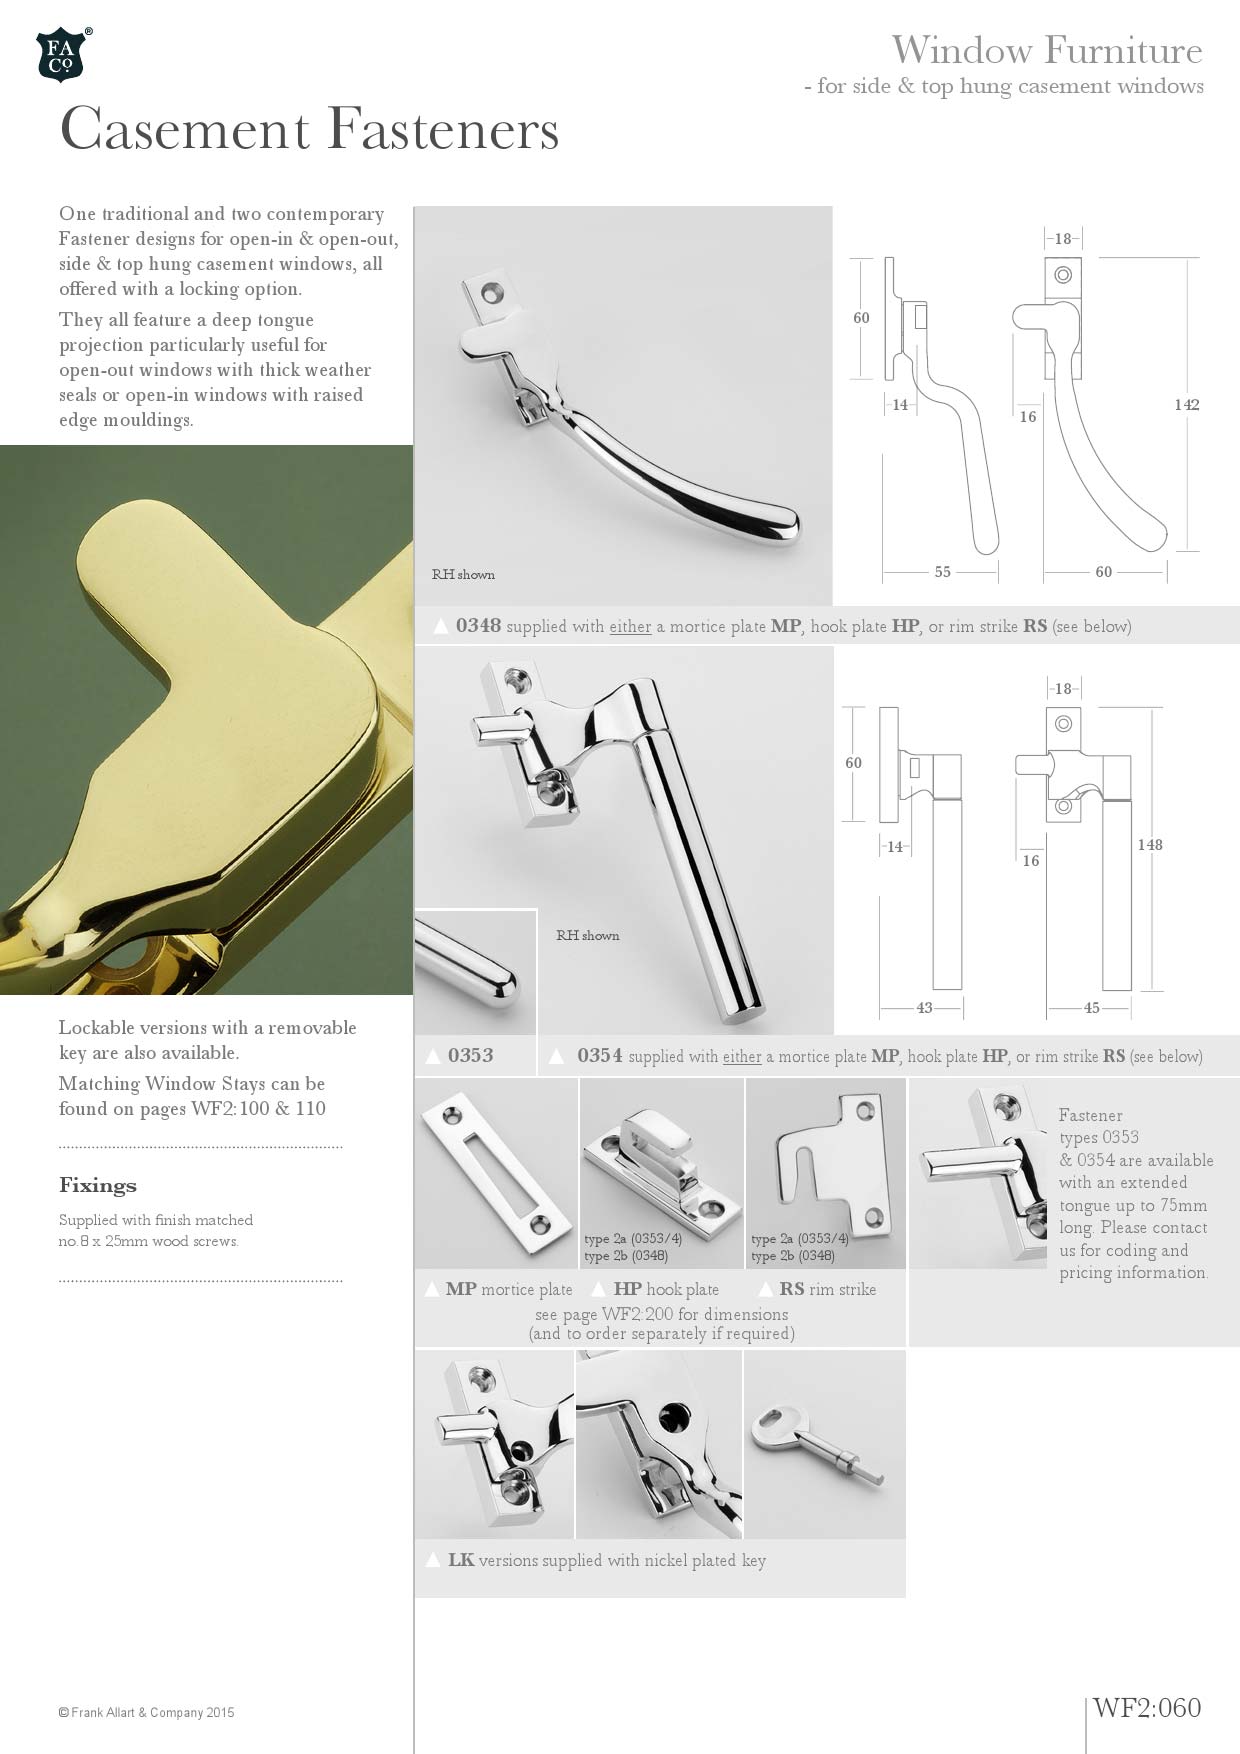 FA
Co.
®
Window Furniture
- for side & top hung casement windows
Casement Fasteners
One traditional and two contemporary
Fastener designs for open-in & open-out,
side & top hung casement windows, all
offered with a locking option.
They all feature a deep tongue
projection particularly useful for
open-out windows with thick weather
seals or open-in windows with raised
edge mouldings.
RH shown
18
60
14
16
142
55
60
0348 supplied with either a mortice plate MP, hook plate HP, or rim strike RS (see below)
RH shown
18
60
14
16
148
43
45
0353
0354 supplied with either a mortice plate MP, hook plate HP, or rim strike RS (see below)
Lockable versions with a removable
key are also available.
Matching Window Stays can be
found on pages WF2:100 & 110
Fixings
Supplied with finish matched
no.8 x 25mm wood screws.
type 2a (0353/4)
type 2b (0348)
type 2a (0353/4)
type 2b (0348)
MP mortice plate
HP hook plate
RS rim strike
see page WF2:200 for dimensions
(and to order separately if required)
Fastener
types 0353
& 0354 are available
with an extended
tongue up to 75mm
long. Please contact
us for coding and
pricing information.
LK versions supplied with nickel plated key
© Frank Allart & Company 2015
WF2:060